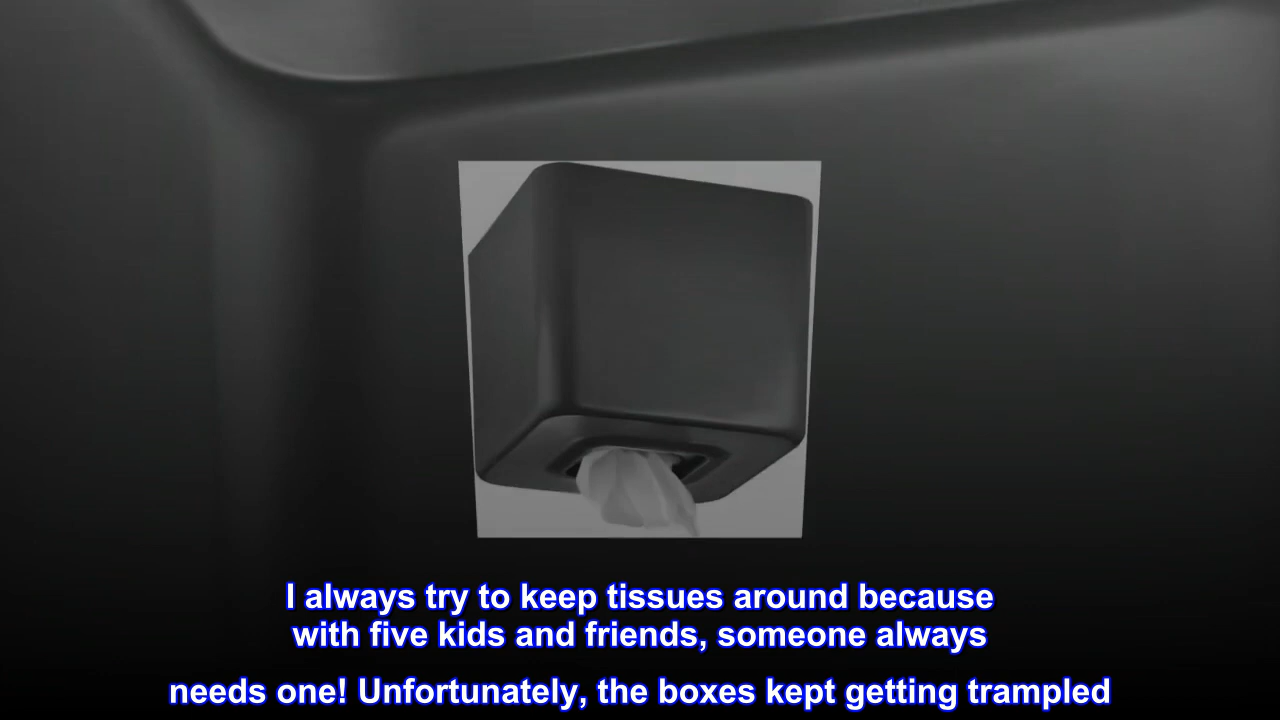 I always try to keep tissues around because
with five kids and friends, someone always
needs one! Unfortunately, the boxes kept getting trampled